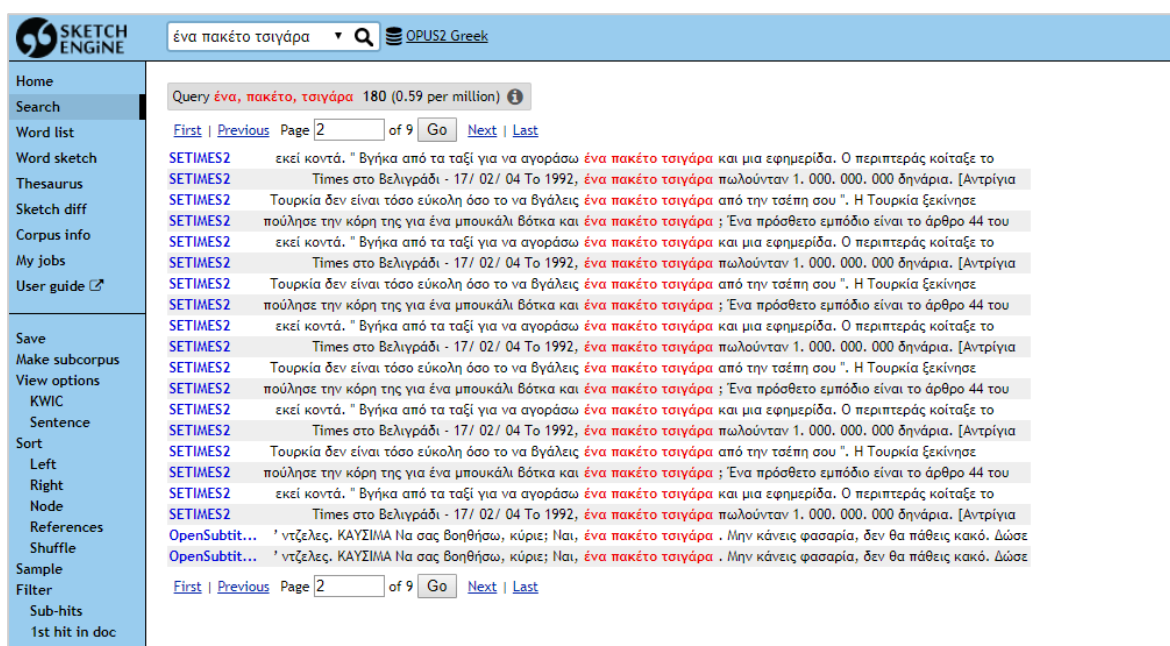 SKETCH ENGINE
ένα πακέτο τσιγάρα ▼ OPUS2 Greek
Home
Search
Word list
Word sketch
Thesaurus
Sketch diff
Corpus info
My jobs
User guide
Save
Make subcorpus
View options
KWIC
Sentence
Sort
Left
Right
Node
References
Shuffle
Sample
Filter
Sub-hits
1st hit in doc
Query ένα, πακέτο, τσιγάρα 180 (0.59 per million) i
First | Previous Page 2 of 9 Go Next | Last
SETIMES2 εκεί κοντά. " Βγήκα από τα ταξί για να αγοράσω ένα πακέτο τσιγάρα και μια εφημερίδα. Ο περιπτεράς κοίταξε το
SETIMES2 Times στο Βελιγράδι - 17/ 02/ 04 Το 1992, ένα πακέτο τσιγάρα πωλούνταν 1. 000. 000. 000 δηνάρια. [Αντρίγια
SETIMES2 Τουρκία δεν είναι τόσο εύκολη όσο το να βγάλεις ένα πακέτο τσιγάρα από την τσέπη σου ". Η Τουρκία ξεκίνησε
SETIMES2 πούλησε την κόρη της για ένα μπουκάλι βότκα και ένα πακέτο τσιγάρα ; Ένα πρόσθετο εμπόδιο είναι το άρθρο 44 του
SETIMES2 εκεί κοντά. " Βγήκα από τα ταξί για να αγοράσω ένα πακέτο τσιγάρα και μια εφημερίδα. Ο περιπτεράς κοίταξε το
SETIMES2 Times στο Βελιγράδι - 17/ 02/ 04 Το 1992, ένα πακέτο τσιγάρα πωλούνταν 1. 000. 000. 000 δηνάρια. [Αντρίγια
SETIMES2 Τουρκία δεν είναι τόσο εύκολη όσο το να βγάλεις ένα πακέτο τσιγάρα από την τσέπη σου ". Η Τουρκία ξεκίνησε
SETIMES2 πούλησε την κόρη της για ένα μπουκάλι βότκα και ένα πακέτο τσιγάρα ; Ένα πρόσθετο εμπόδιο είναι το άρθρο 44 του
SETIMES2 εκεί κοντά. " Βγήκα από τα ταξί για να αγοράσω ένα πακέτο τσιγάρα και μια εφημερίδα. Ο περιπτεράς κοίταξε το
SETIMES2 Times στο Βελιγράδι - 17/ 02/ 04 Το 1992, ένα πακέτο τσιγάρα πωλούνταν 1. 000. 000. 000 δηνάρια. [Αντρίγια
SETIMES2 Τουρκία δεν είναι τόσο εύκολη όσο το να βγάλεις ένα πακέτο τσιγάρα από την τσέπη σου ". Η Τουρκία ξεκίνησε
SETIMES2 πούλησε την κόρη της για ένα μπουκάλι βότκα και ένα πακέτο τσιγάρα ; Ένα πρόσθετο εμπόδιο είναι το άρθρο 44 του
SETIMES2 εκεί κοντά. " Βγήκα από τα ταξί για να αγοράσω ένα πακέτο τσιγάρα και μια εφημερίδα. Ο περιπτεράς κοίταξε το
SETIMES2 Times στο Βελιγράδι - 17/ 02/ 04 Το 1992, ένα πακέτο τσιγάρα πωλούνταν 1. 000. 000. 000 δηνάρια. [Αντρίγια
SETIMES2 Τουρκία δεν είναι τόσο εύκολη όσο το να βγάλεις ένα πακέτο τσιγάρα από την τσέπη σου ". Η Τουρκία ξεκίνησε
SETIMES2 πούλησε την κόρη της για ένα μπουκάλι βότκα και ένα πακέτο τσιγάρα ; Ένα πρόσθετο εμπόδιο είναι το άρθρο 44 του
SETIMES2 εκεί κοντά. " Βγήκα από τα ταξί για να αγοράσω ένα πακέτο τσιγάρα και μια εφημερίδα. Ο περιπτεράς κοίταξε το
SETIMES2 Times στο Βελιγράδι - 17/ 02/ 04 Το 1992, ένα πακέτο τσιγάρα πωλούνταν 1. 000. 000. 000 δηνάρια. [Αντρίγια
OpenSubtit... ' ντζελες. ΚΑΥΣΙΜΑ Να σας βοηθήσω, κύριε; Ναι, ένα πακέτο τσιγάρα . Μην κάνεις φασαρία, δεν θα πάθεις κακό. Δώσε
OpenSubtit... ' ντζελες. ΚΑΥΣΙΜΑ Να σας βοηθήσω, κύριε; Ναι, ένα πακέτο τσιγάρα . Μην κάνεις φασαρία, δεν θα πάθεις κακό. Δώσε
First | Previous Page 2 of 9 Go Next | Last